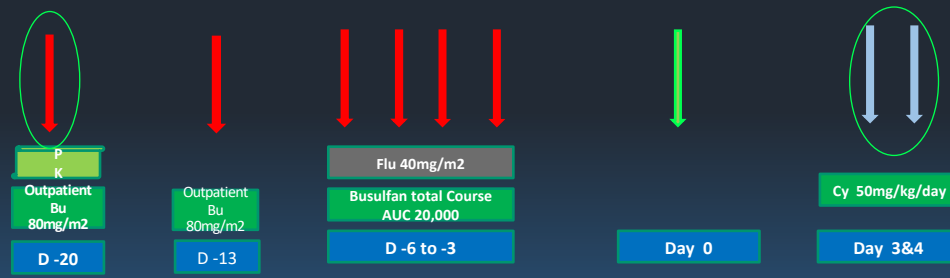 P
K
Outpatient
Bu
80mg/m2
D -20
Outpatient
Bu
80mg/m2
D -13
Flu 40mg/m2
Busulfan total Course
AUC 20,000
D -6 to -3
Day 0
Cy 50mg/kg/day
Day 3&4